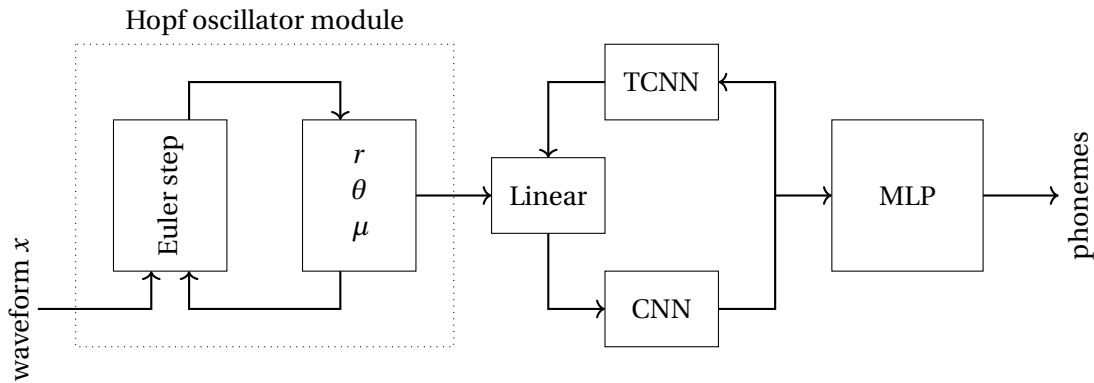 Hopf oscillator module
waveform x
Euler step
r
θ
μ
Linear
TCNN
CNN
MLP
phonemes